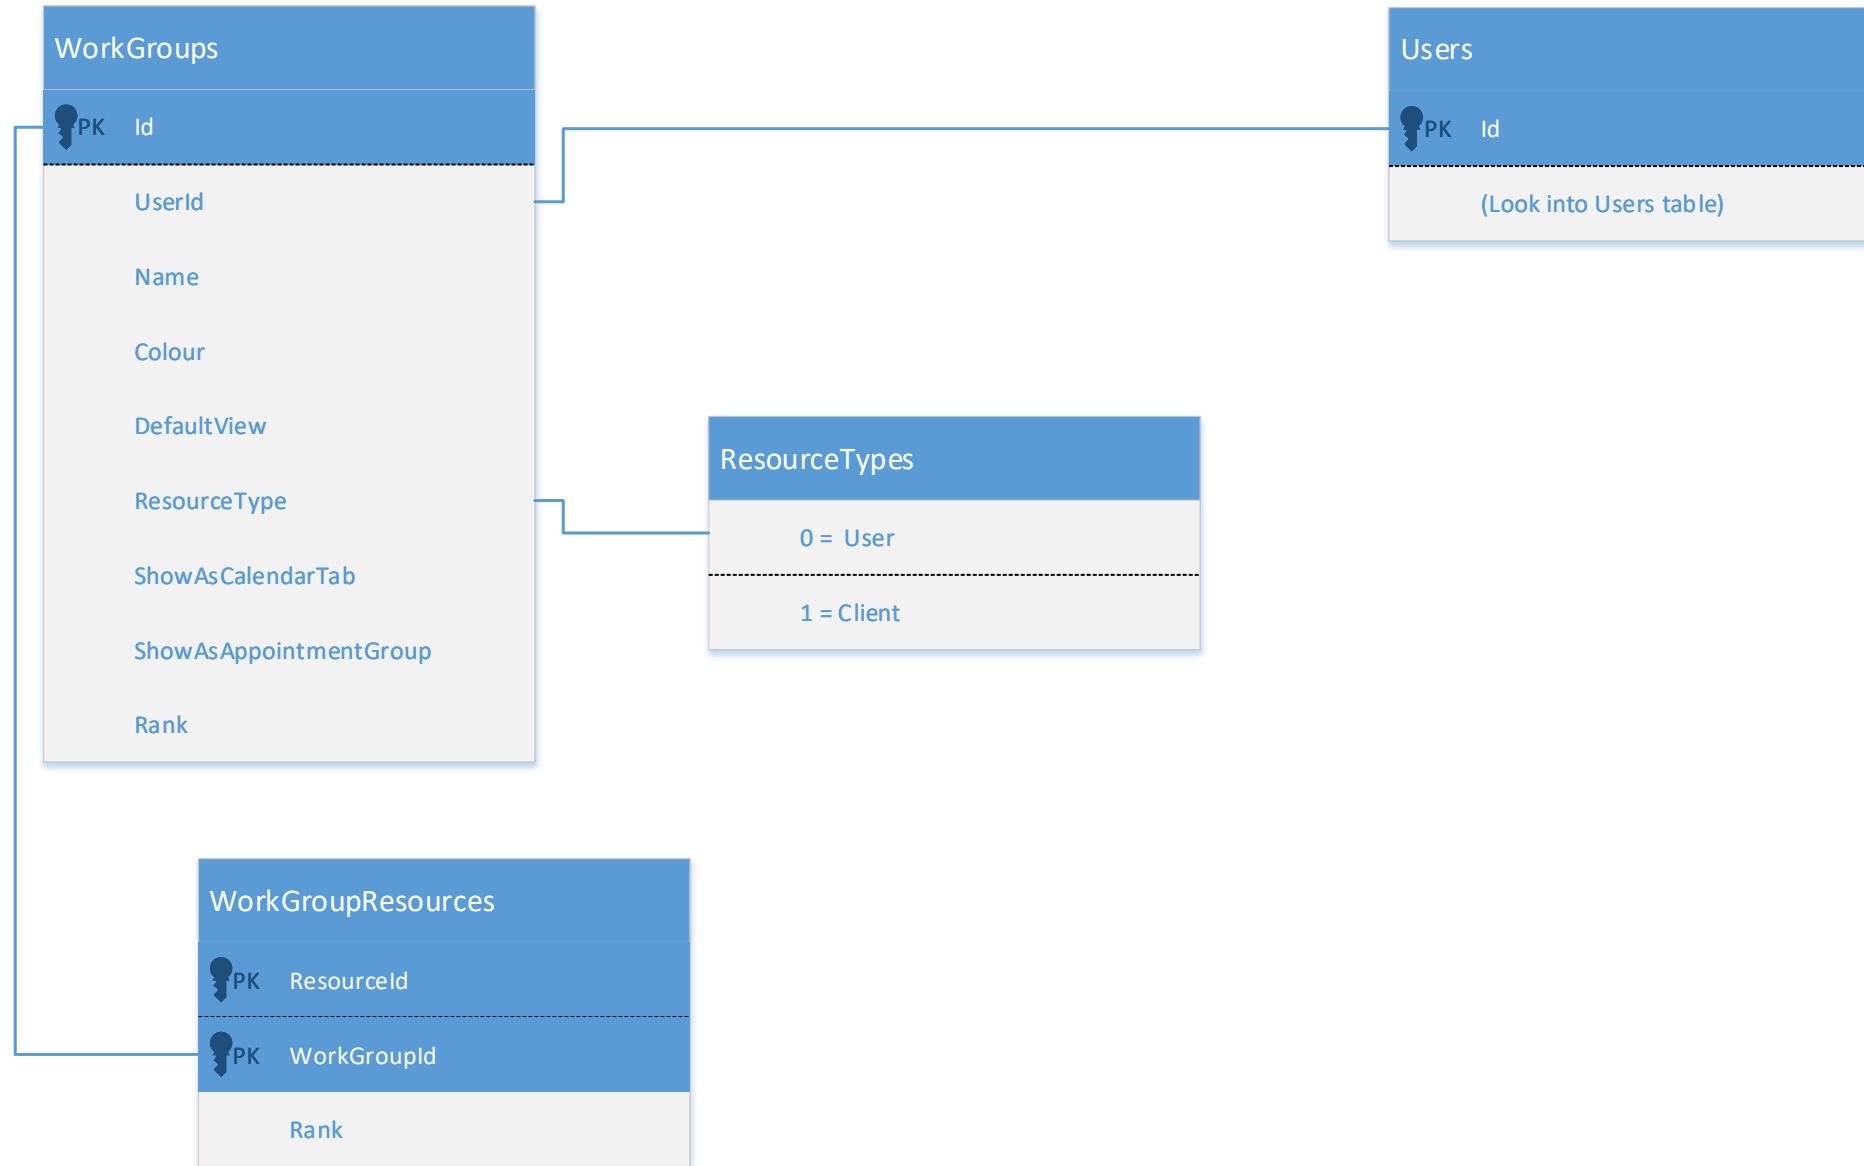 WorkGroups
PK Id
UserId
Name
Colour
DefaultView
ResourceType
ShowAsCalendarTab
ShowAsAppointmentGroup
Rank
Users
PK Id
(Look into Users table)
ResourceTypes
0 = User
1 = Client
WorkGroupResources
PK ResourceId
PK WorkGroupId
Rank